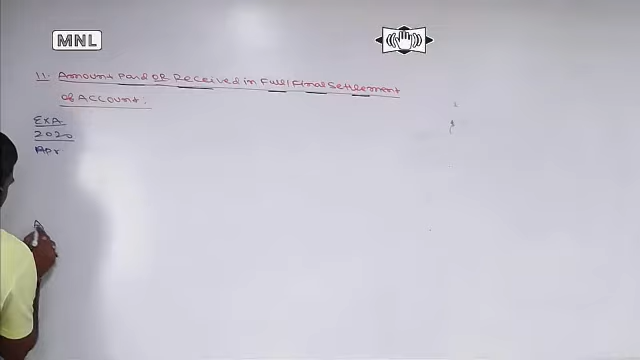 MNL
11. Amount Paid OR Received in Full/Final Settlement
of Account:
Exa
2020
Apr